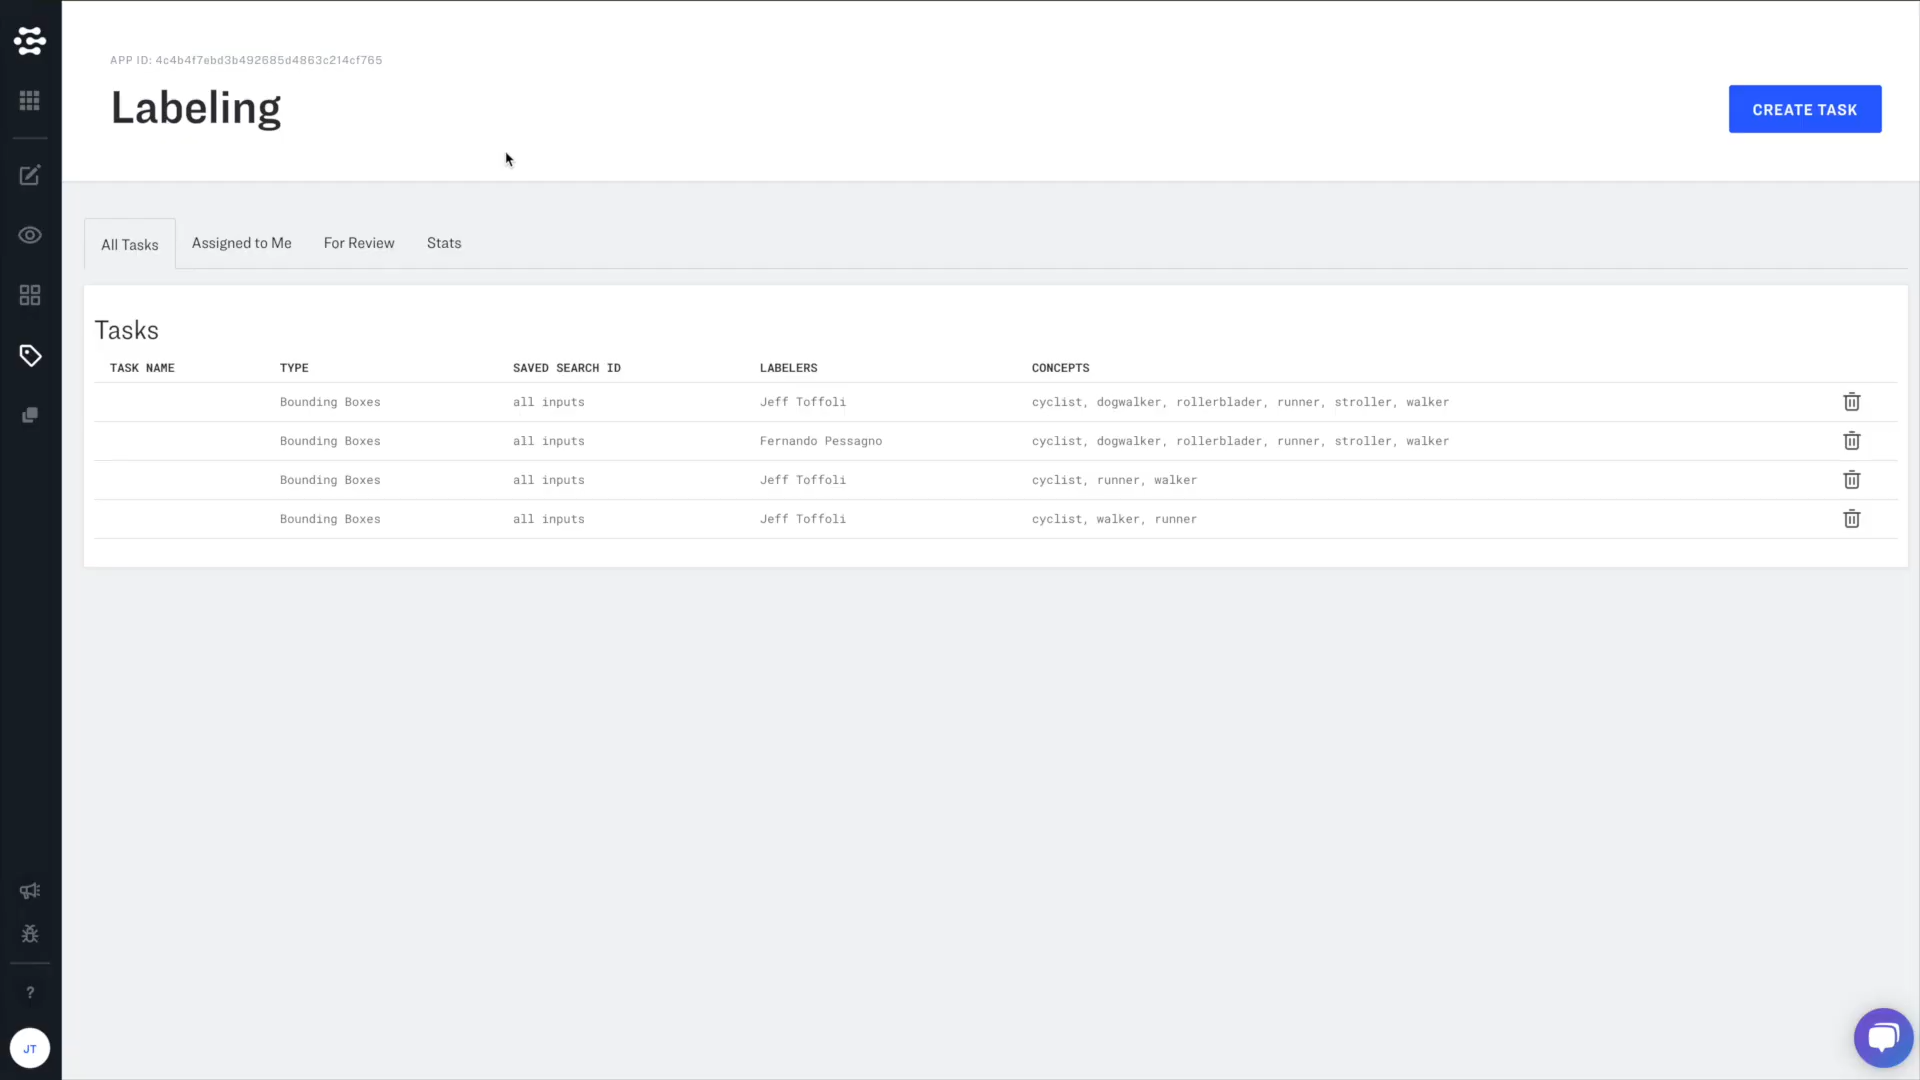 APP ID: 4c4b4f7ebd3b492685d4863c214cf765
Labeling
CREATE TASK
All Tasks
Assigned to Me
For Review
Stats
Tasks
TASK NAME TYPE SAVED SEARCH ID LABELERS CONCEPTS
Bounding Boxes all inputs Jeff Toffoli cyclist, dogwalker, rollerblader, runner, stroller, walker
Bounding Boxes all inputs Fernando Pessagno cyclist, dogwalker, rollerblader, runner, stroller, walker
Bounding Boxes all inputs Jeff Toffoli cyclist, runner, walker
Bounding Boxes all inputs Jeff Toffoli cyclist, walker, runner
?
JT